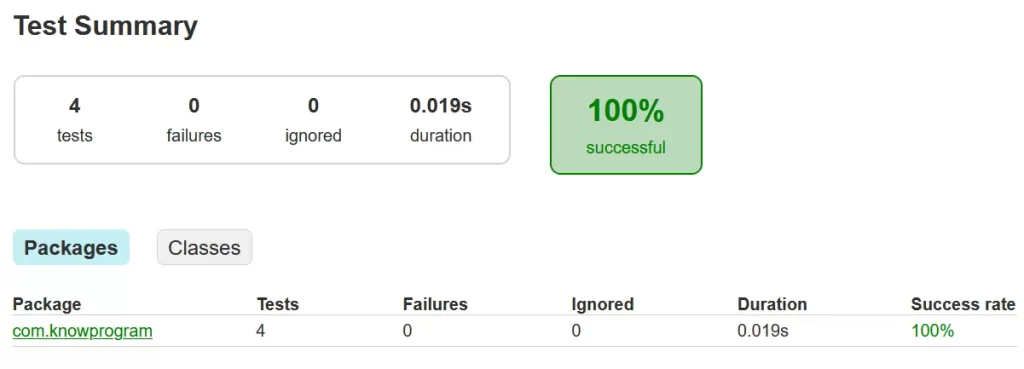 Test Summary
4 0 0 0.019s
tests failures ignored duration
100%
successful
Packages Classes
Package Tests Failures Ignored Duration Success rate
com.knowprogram 4 0 0 0.019s 100%